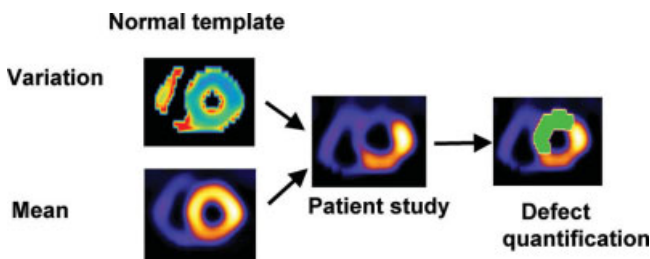 Normal template
Variation
Mean
Patient study
Defect
quantification